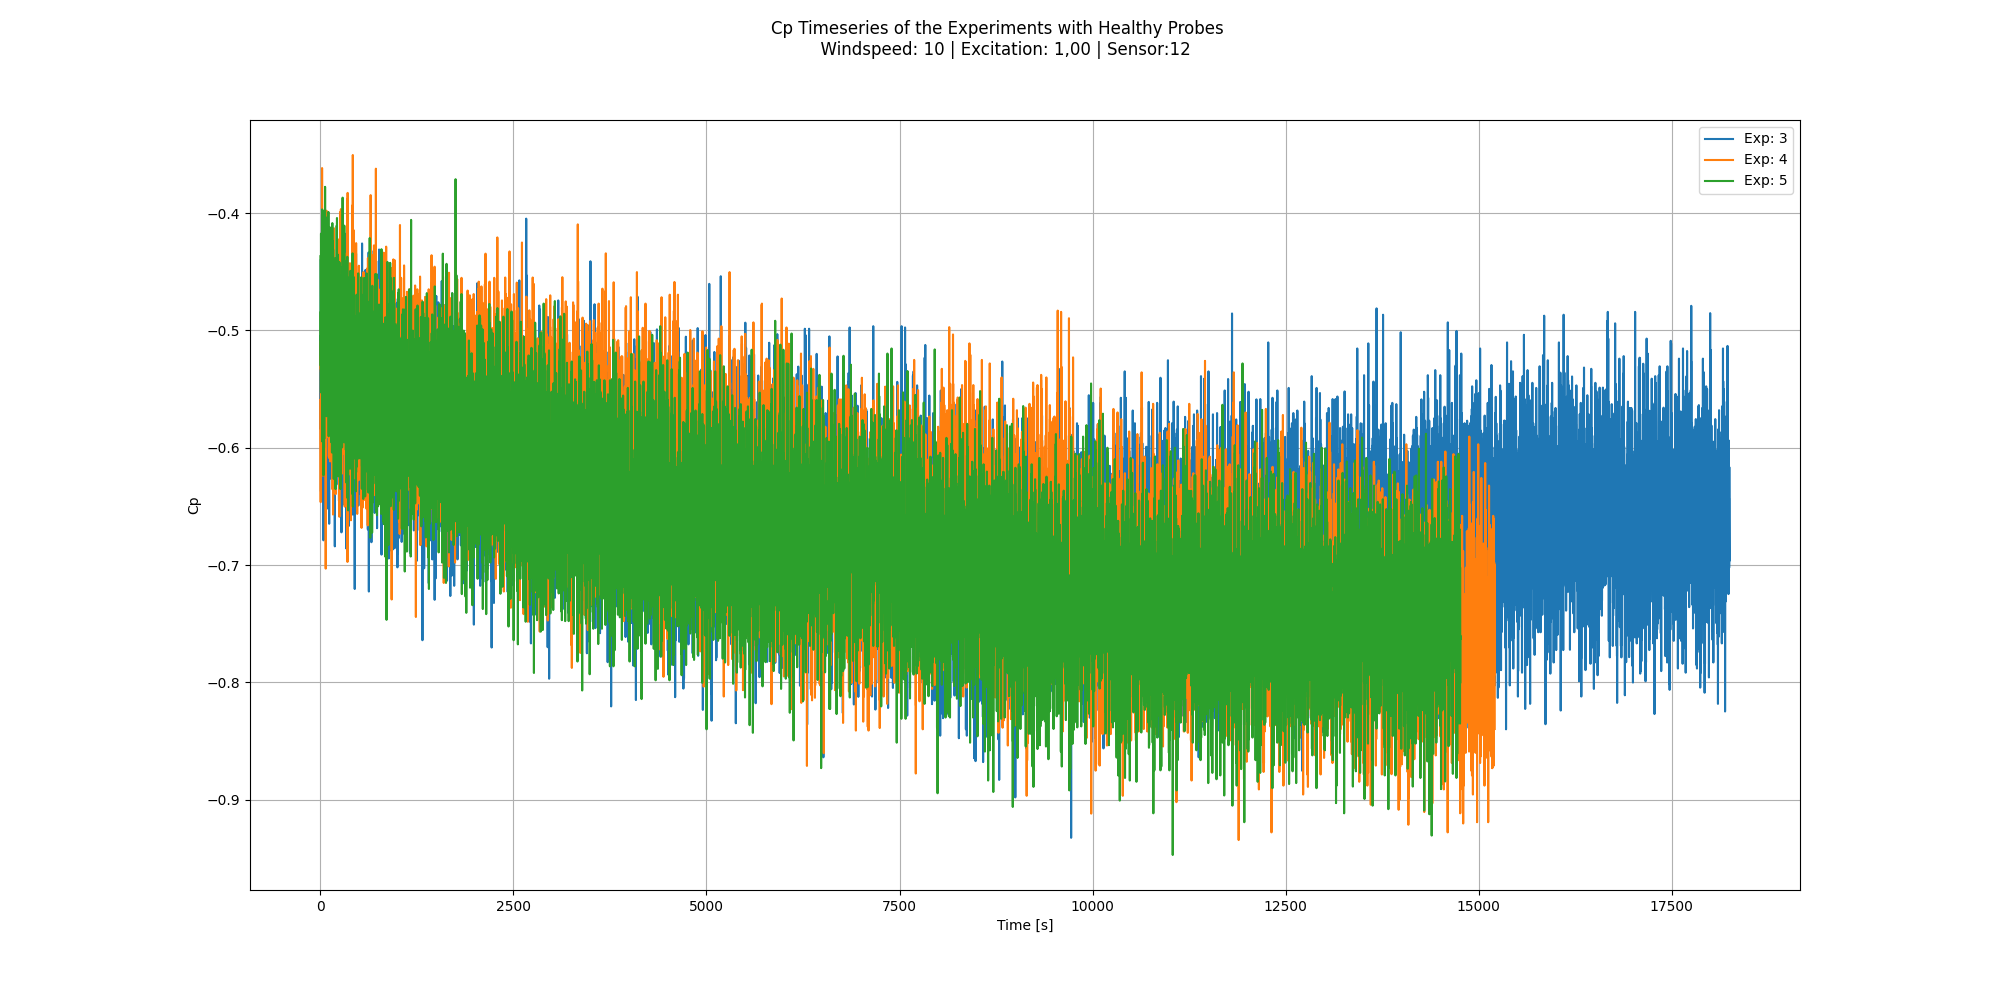 Cp Timeseries of the Experiments with Healthy Probes
Windspeed: 10 | Excitation: 1,00 | Sensor:12
Exp: 3
Exp: 4
Exp: 5
−0.4
−0.5
−0.6
−0.7
−0.8
−0.9
Cp
0
2500
5000
7500
10000
12500
15000
17500
Time [s]